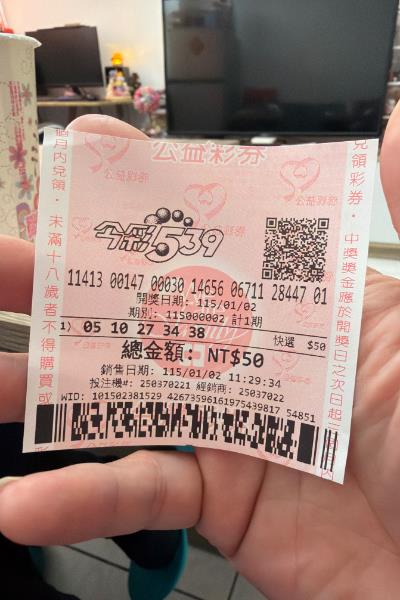 公益彩券
今彩539
11413 00147 00030 14656 06711 28447 01
開獎日期: 115/01/02
期別: 115000002 計1期
1) 05 10 27 34 38 快選 $50
總金額: NT$50
銷售日期: 115/01/02 11:29:34
投注機#: 250370221 經銷商: 25037022
WID: 101502381529 42673596161975439817 54851
個月內兌領・未滿十八歲者不得購買或
兌領彩券・中獎獎金應於開獎日之次日起三